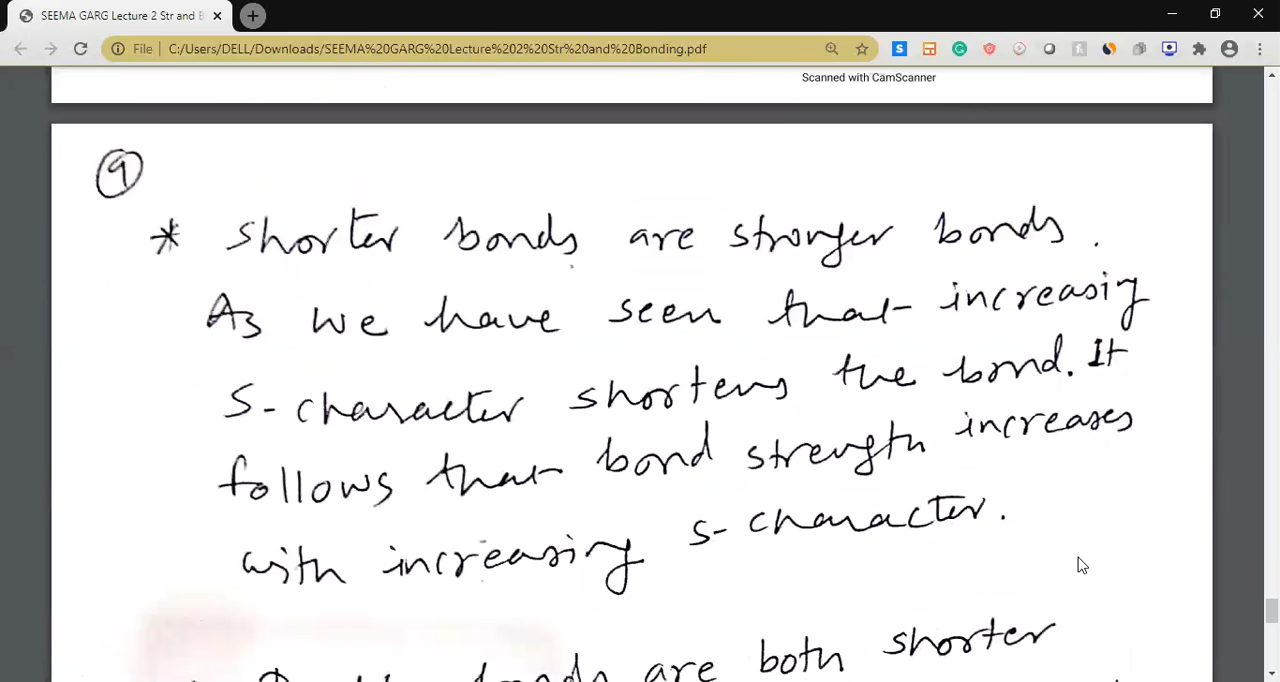 SEEMA GARG Lecture 2 Str and
File C:/Users/DELL/Downloads/SEEMA%20GARG%20Lecture%202%20Str%20and%20Bonding.pdf
Scanned with CamScanner
9
* Shorter bonds are stronger bonds.
As we have seen that increasing
S-character shortens the bond. It
follows that bond strength increases
with increasing s-character.
bonds are both shorter